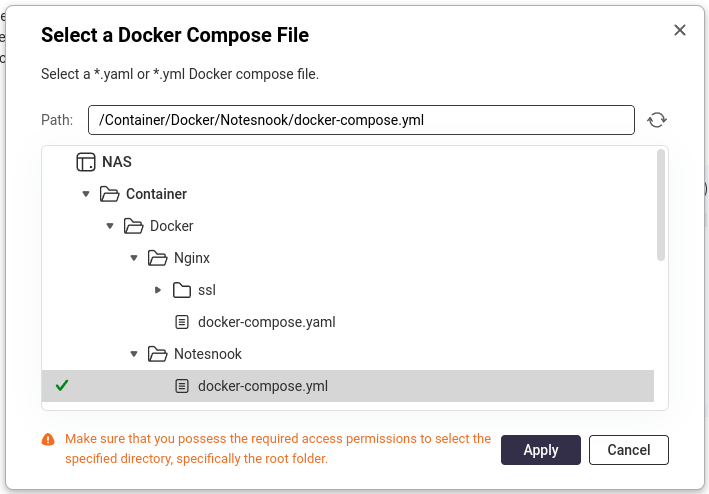 Select a Docker Compose File
Select a *.yaml or *.yml Docker compose file.
Path: /Container/Docker/Notesnook/docker-compose.yml
NAS
Container
Docker
Nginx
ssl
docker-compose.yaml
Notesnook
docker-compose.yml
Make sure that you possess the required access permissions to select the
specified directory, specifically the root folder.
Apply
Cancel